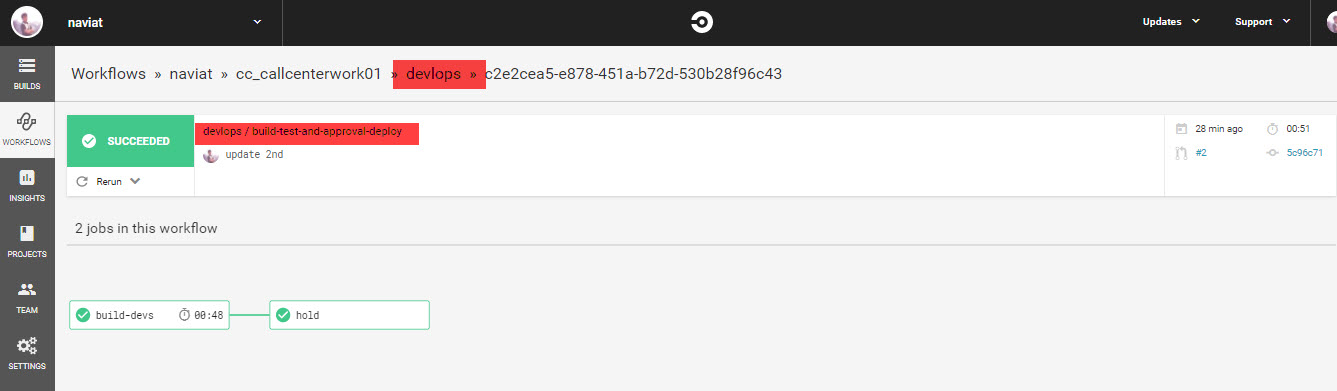 naviat
Updates
Support
Workflows » naviat » cc_callcenterwork01 » devlops » c2e2cea5-e878-451a-b72d-530b28f96c43
BUILDS
WORKFLOWS
INSIGHTS
PROJECTS
TEAM
SETTINGS
SUCCEEDED
devlops / build-test-and-approval-deploy
update 2nd
Rerun
28 min ago
00:51
#2
5c96c71
2 jobs in this workflow
build-devs 00:48
hold